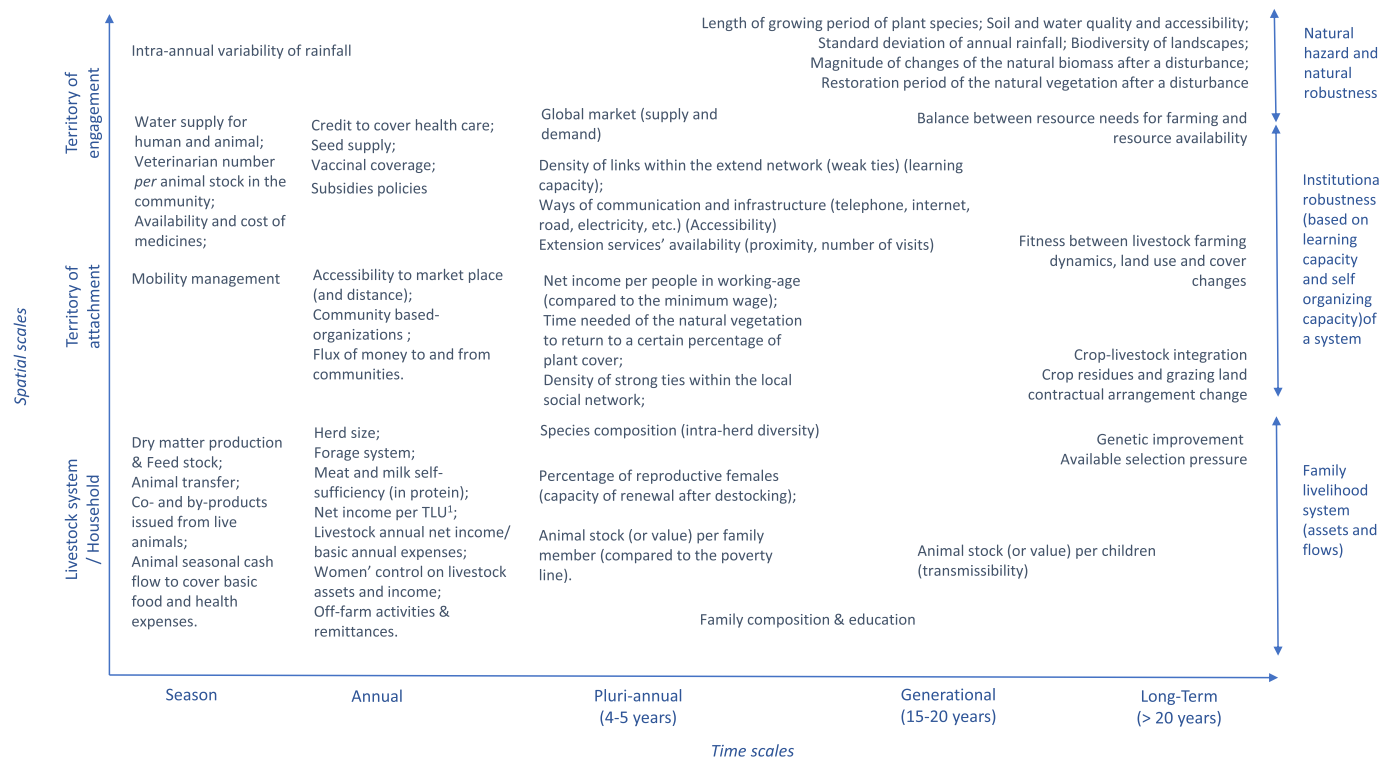 Length of growing period of plant species; Soil and water quality and accessibility;
Standard deviation of annual rainfall; Biodiversity of landscapes;
Magnitude of changes of the natural biomass after a disturbance;
Restoration period of the natural vegetation after a disturbance
Intra-annual variability of rainfall
Natural
hazard and
natural
robustness
Territory of
engagement
Water supply for
human and animal;
Veterinarian number
per animal stock in the
community;
Availability and cost of
medicines;
Credit to cover health care;
Seed supply;
Vaccinal coverage;
Subsidies policies
Global market (supply and
demand)
Density of links within the extend network (weak ties) (learning
capacity);
Ways of communication and infrastructure (telephone, internet,
road, electricity, etc.) (Accessibility)
Extension services’ availability (proximity, number of visits)
Balance between resource needs for farming and
resource availability
Fitness between livestock farming
dynamics, land use and cover
changes
Institutiona
robustness
(based on
learning
capacity
and self
organizing
capacity)of
a system
Spatial scales
Territory of
attachment
Mobility management
Accessibility to market place
(and distance);
Community based-
organizations ;
Flux of money to and from
communities.
Net income per people in working-age
(compared to the minimum wage);
Time needed of the natural vegetation
to return to a certain percentage of
plant cover;
Density of strong ties within the local
social network;
Crop-livestock integration
Crop residues and grazing land
contractual arrangement change
Livestock system
/ Household
Dry matter production
& Feed stock;
Animal transfer;
Co- and by-products
issued from live
animals;
Animal seasonal cash
flow to cover basic
food and health
expenses.
Herd size;
Forage system;
Meat and milk self-
sufficiency (in protein);
Net income per TLU¹;
Livestock annual net income/
basic annual expenses;
Women’ control on livestock
assets and income;
Off-farm activities &
remittances.
Species composition (intra-herd diversity)
Percentage of reproductive females
(capacity of renewal after destocking);
Animal stock (or value) per family
member (compared to the poverty
line).
Family composition & education
Genetic improvement
Available selection pressure
Animal stock (or value) per children
(transmissibility)
Family
livelihood
system
(assets and
flows)
Season
Annual
Pluri-annual
(4-5 years)
Generational
(15-20 years)
Long-Term
(> 20 years)
Time scales